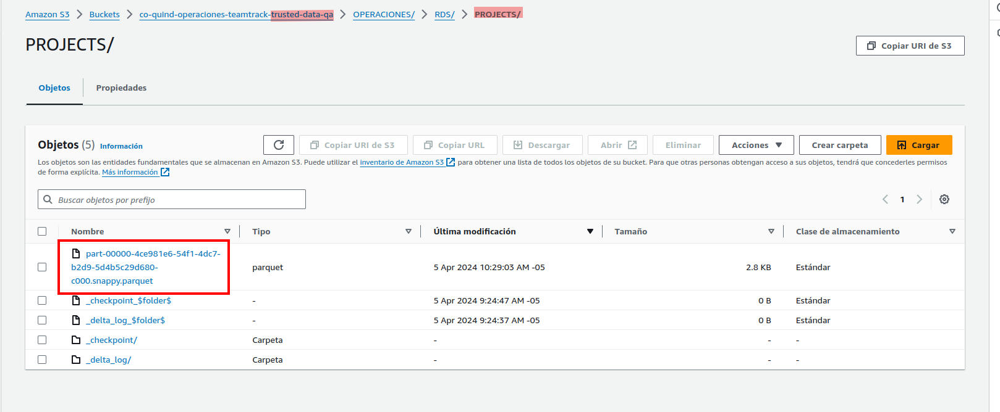 Amazon S3 > Buckets > co-quind-operaciones-teamtrack-trusted-data-qa > OPERACIONES/ > RDS/ > PROJECTS/
PROJECTS/
Copiar URI de S3
Objetos Propiedades
Objetos (5) Información
Copiar URI de S3 Copiar URL Descargar Abrir Eliminar Acciones Crear carpeta Cargar
Los objetos son las entidades fundamentales que se almacenan en Amazon S3. Puede utilizar el inventario de Amazon S3 para obtener una lista de todos los objetos de su bucket. Para que otras personas obtengan acceso a sus objetos, tendrá que concederles permisos
de forma explícita. Más información
Buscar objetos por prefijo
1
Nombre Tipo Última modificación Tamaño Clase de almacenamiento
part-00000-4ce981e6-54f1-4dc7-
b2d9-5d4b5c29d680-
c000.snappy.parquet
parquet 5 Apr 2024 10:29:03 AM -05 2.8 KB Estándar
_checkpoint_$folder$ - 5 Apr 2024 9:24:47 AM -05 0 B Estándar
_delta_log_$folder$ - 5 Apr 2024 9:24:37 AM -05 0 B Estándar
_checkpoint/ Carpeta - - -
_delta_log/ Carpeta - - -